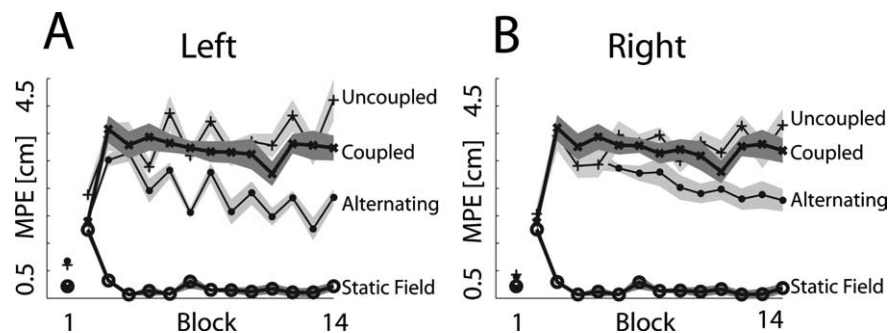 A
Left
4.5
MPE [cm]
0.5
Uncoupled
Coupled
Alternating
Static Field
1
Block
14
B
Right
4.5
MPE [cm]
0.5
Uncoupled
Coupled
Alternating
Static Field
1
Block
14